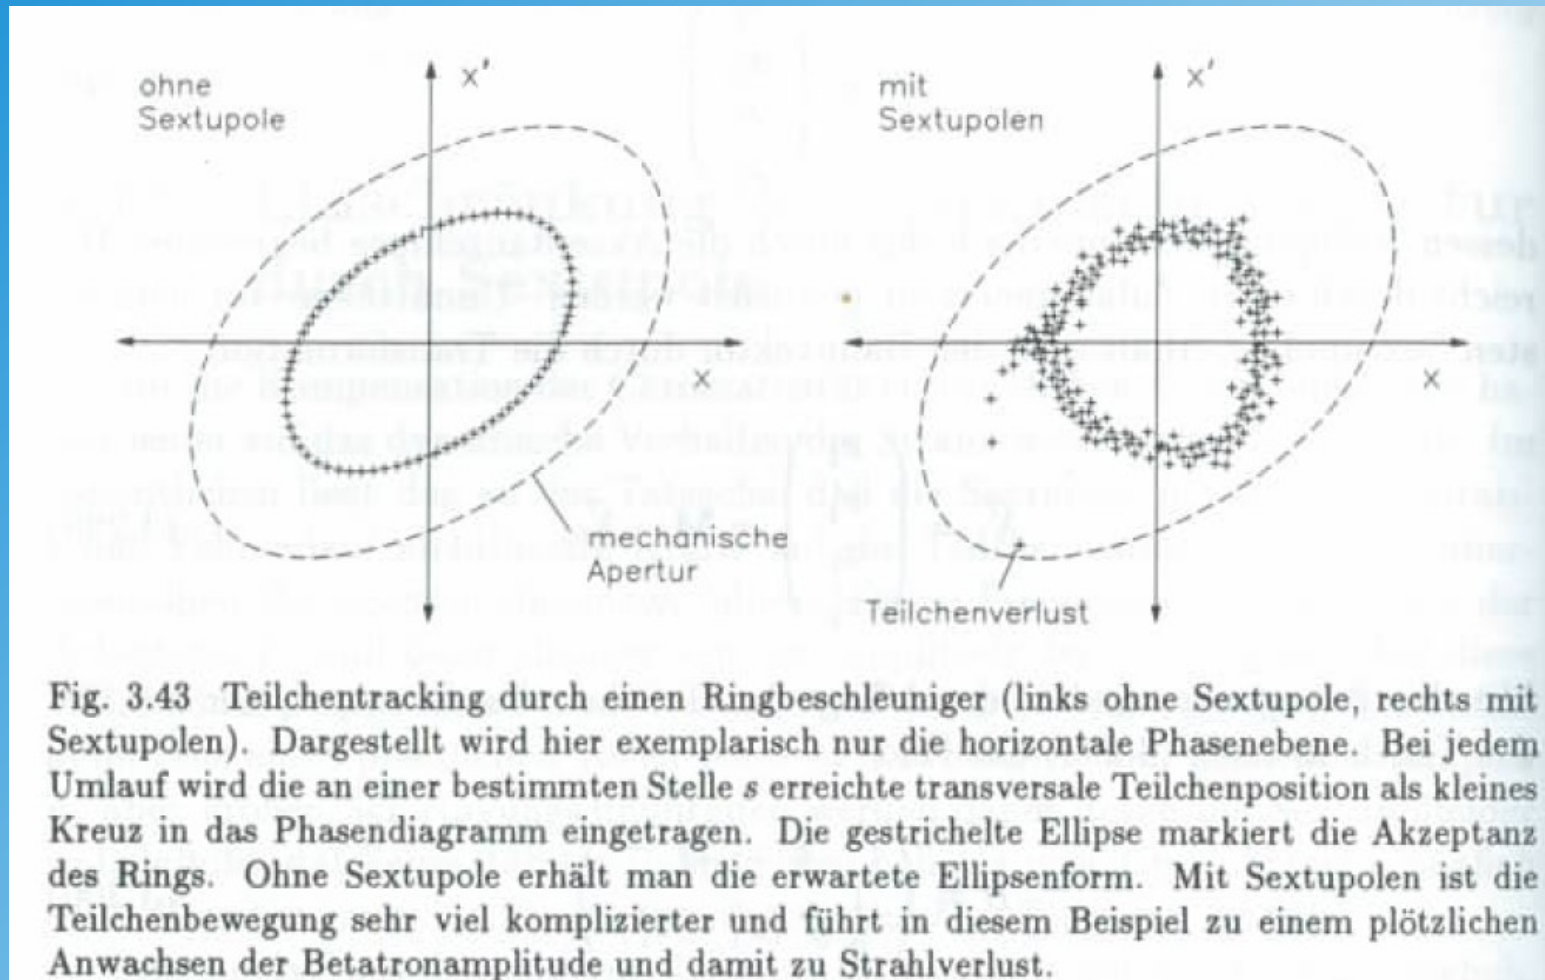 ohne
Sextupole
x'
x
mechanische
Apertur
mit
Sextupolen
x'
x
Teilchenverlust
Fig. 3.43 Teilchentracking durch einen Ringbeschleuniger (links ohne Sextupole, rechts mit
Sextupolen). Dargestellt wird hier exemplarisch nur die horizontale Phasenebene. Bei jedem
Umlauf wird die an einer bestimmten Stelle s erreichte transversale Teilchenposition als kleines
Kreuz in das Phasendiagramm eingetragen. Die gestrichelte Ellipse markiert die Akzeptanz
des Rings. Ohne Sextupole erhält man die erwartete Ellipsenform. Mit Sextupolen ist die
Teilchenbewegung sehr viel komplizierter und führt in diesem Beispiel zu einem plötzlichen
Anwachsen der Betatronamplitude und damit zu Strahlverlust.